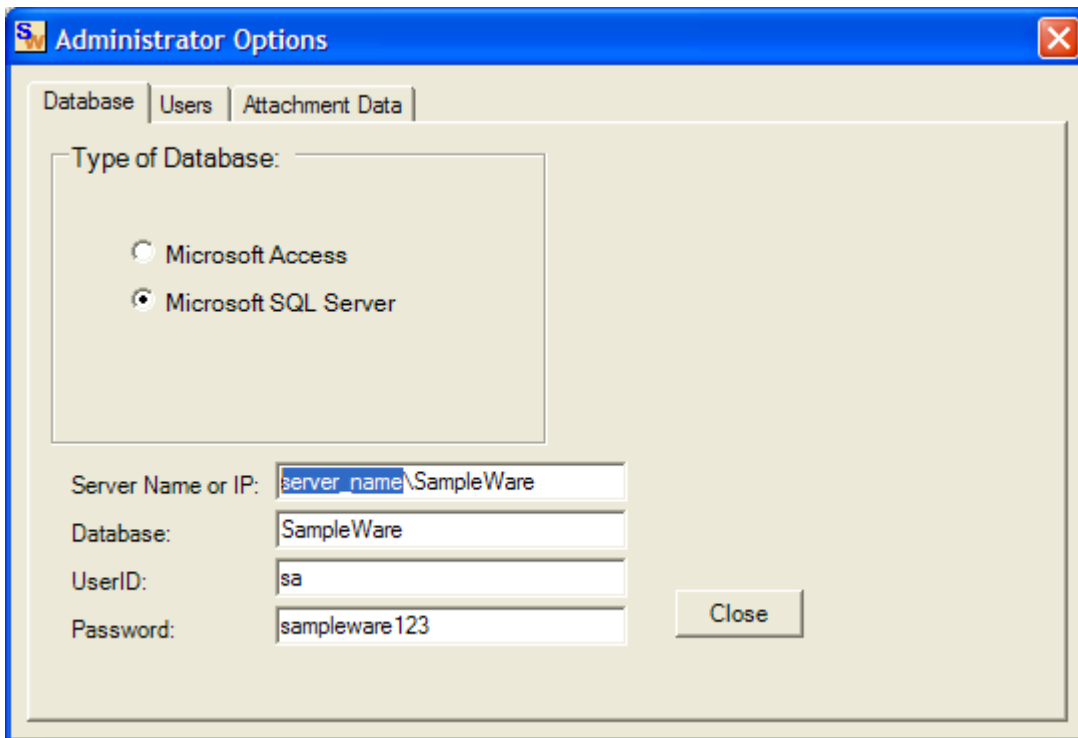 SW Administrator Options
Database Users Attachment Data
Type of Database:
Microsoft Access
Microsoft SQL Server
Server Name or IP: server_name\SampleWare
Database: SampleWare
UserID: sa
Password: sampleware123
Close